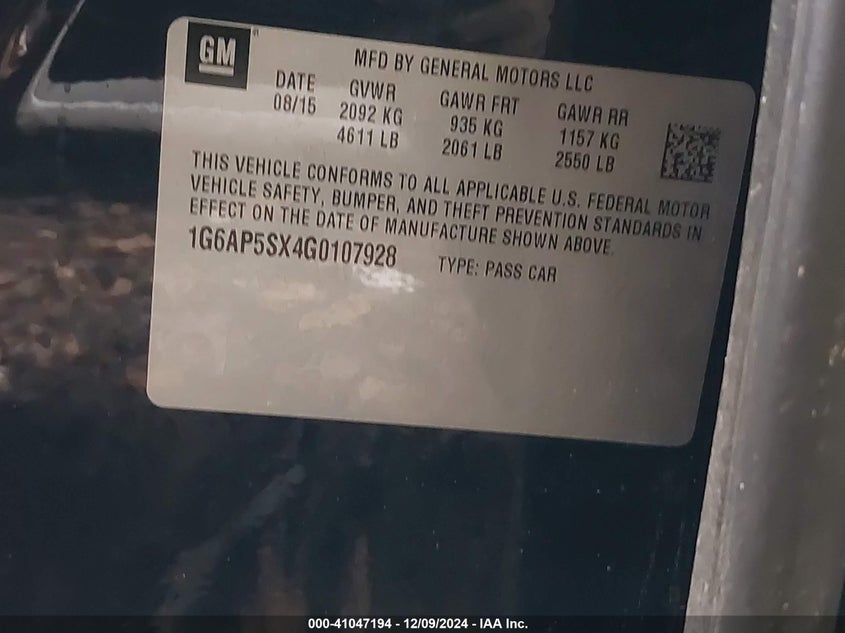 GM
MFD BY GENERAL MOTORS LLC
DATE GVWR GAWR FRT GAWR RR
08/15 2092 KG 935 KG 1157 KG
4611 LB 2061 LB 2550 LB
THIS VEHICLE CONFORMS TO ALL APPLICABLE U.S. FEDERAL MOTOR
VEHICLE SAFETY, BUMPER, AND THEFT PREVENTION STANDARDS IN
EFFECT ON THE DATE OF MANUFACTURE SHOWN ABOVE.
1G6AP5SX4G0107928 TYPE: PASS CAR
000-41047194 - 12/09/2024 - IAA Inc.